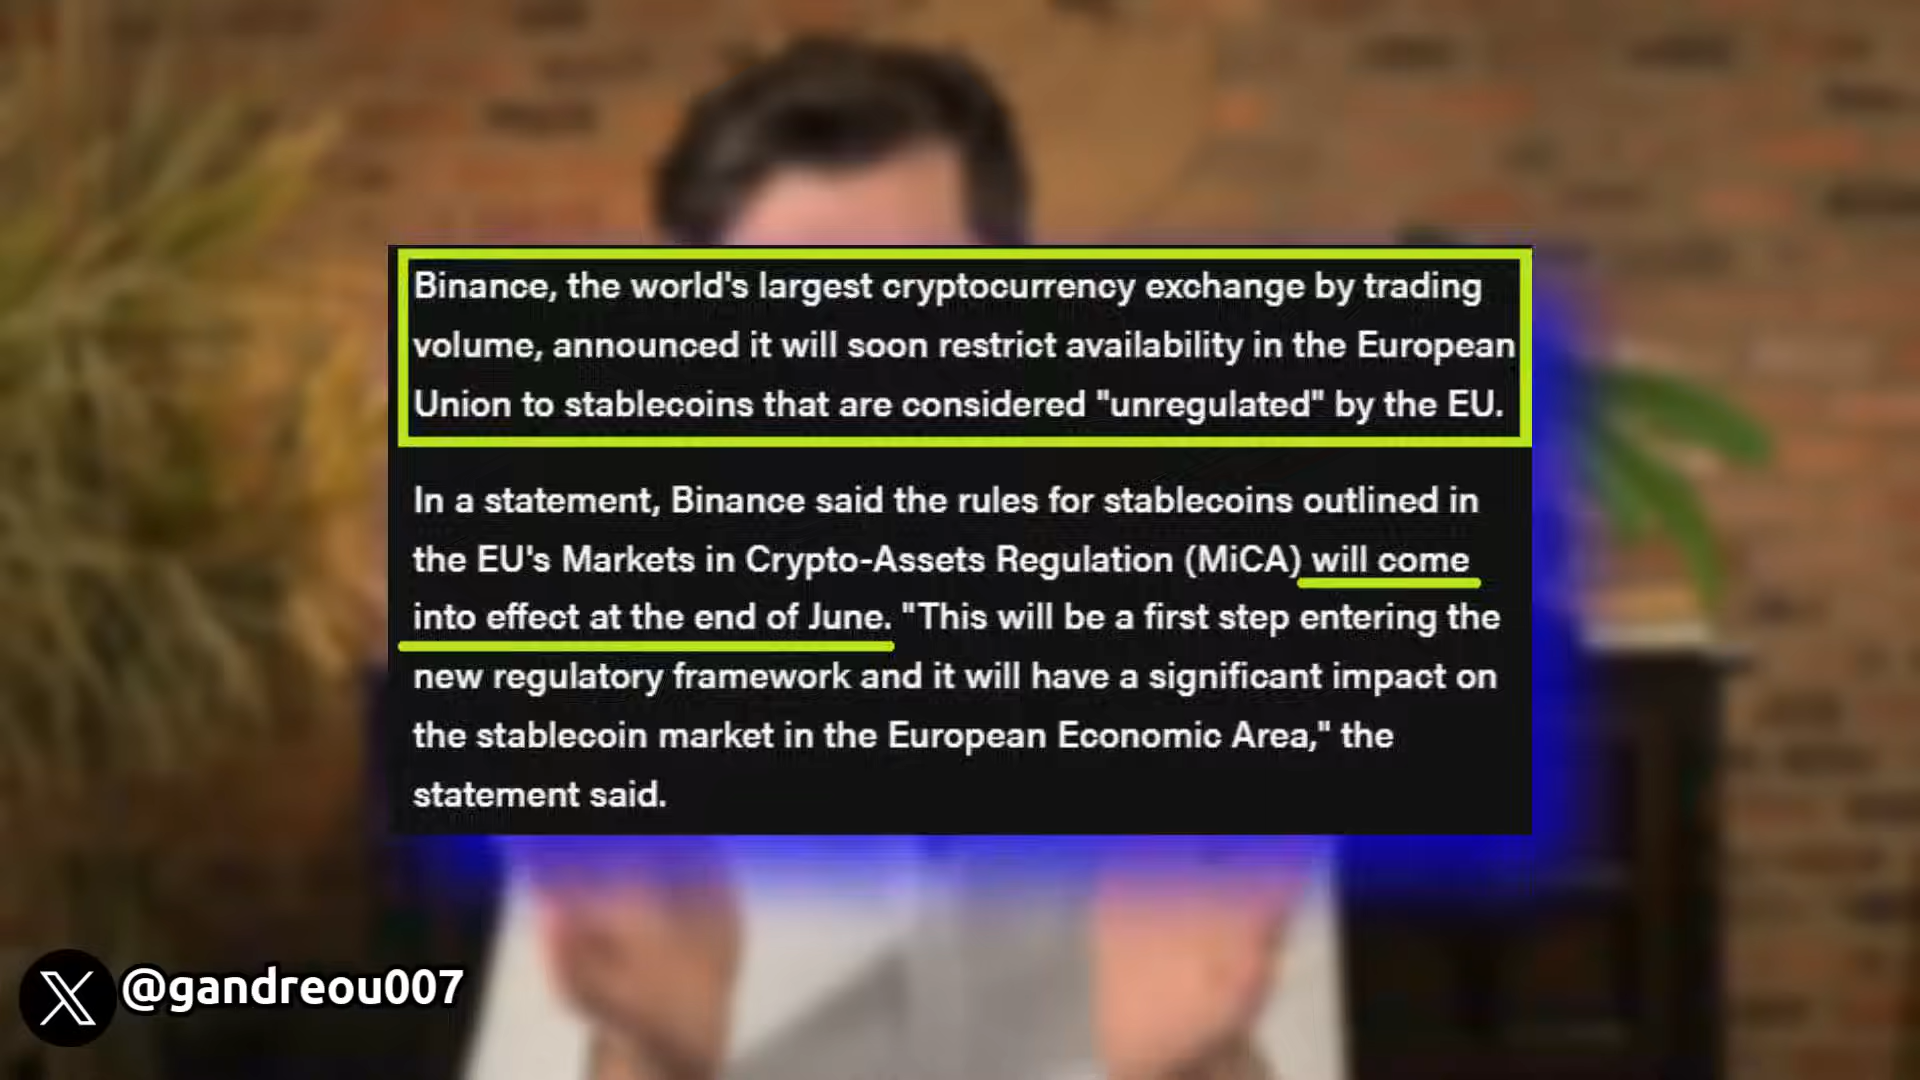 Binance, the world's largest cryptocurrency exchange by trading
volume, announced it will soon restrict availability in the European
Union to stablecoins that are considered "unregulated" by the EU.
In a statement, Binance said the rules for stablecoins outlined in
the EU's Markets in Crypto-Assets Regulation (MiCA) will come
into effect at the end of June. "This will be a first step entering the
new regulatory framework and it will have a significant impact on
the stablecoin market in the European Economic Area," the
statement said.
@gandreou007